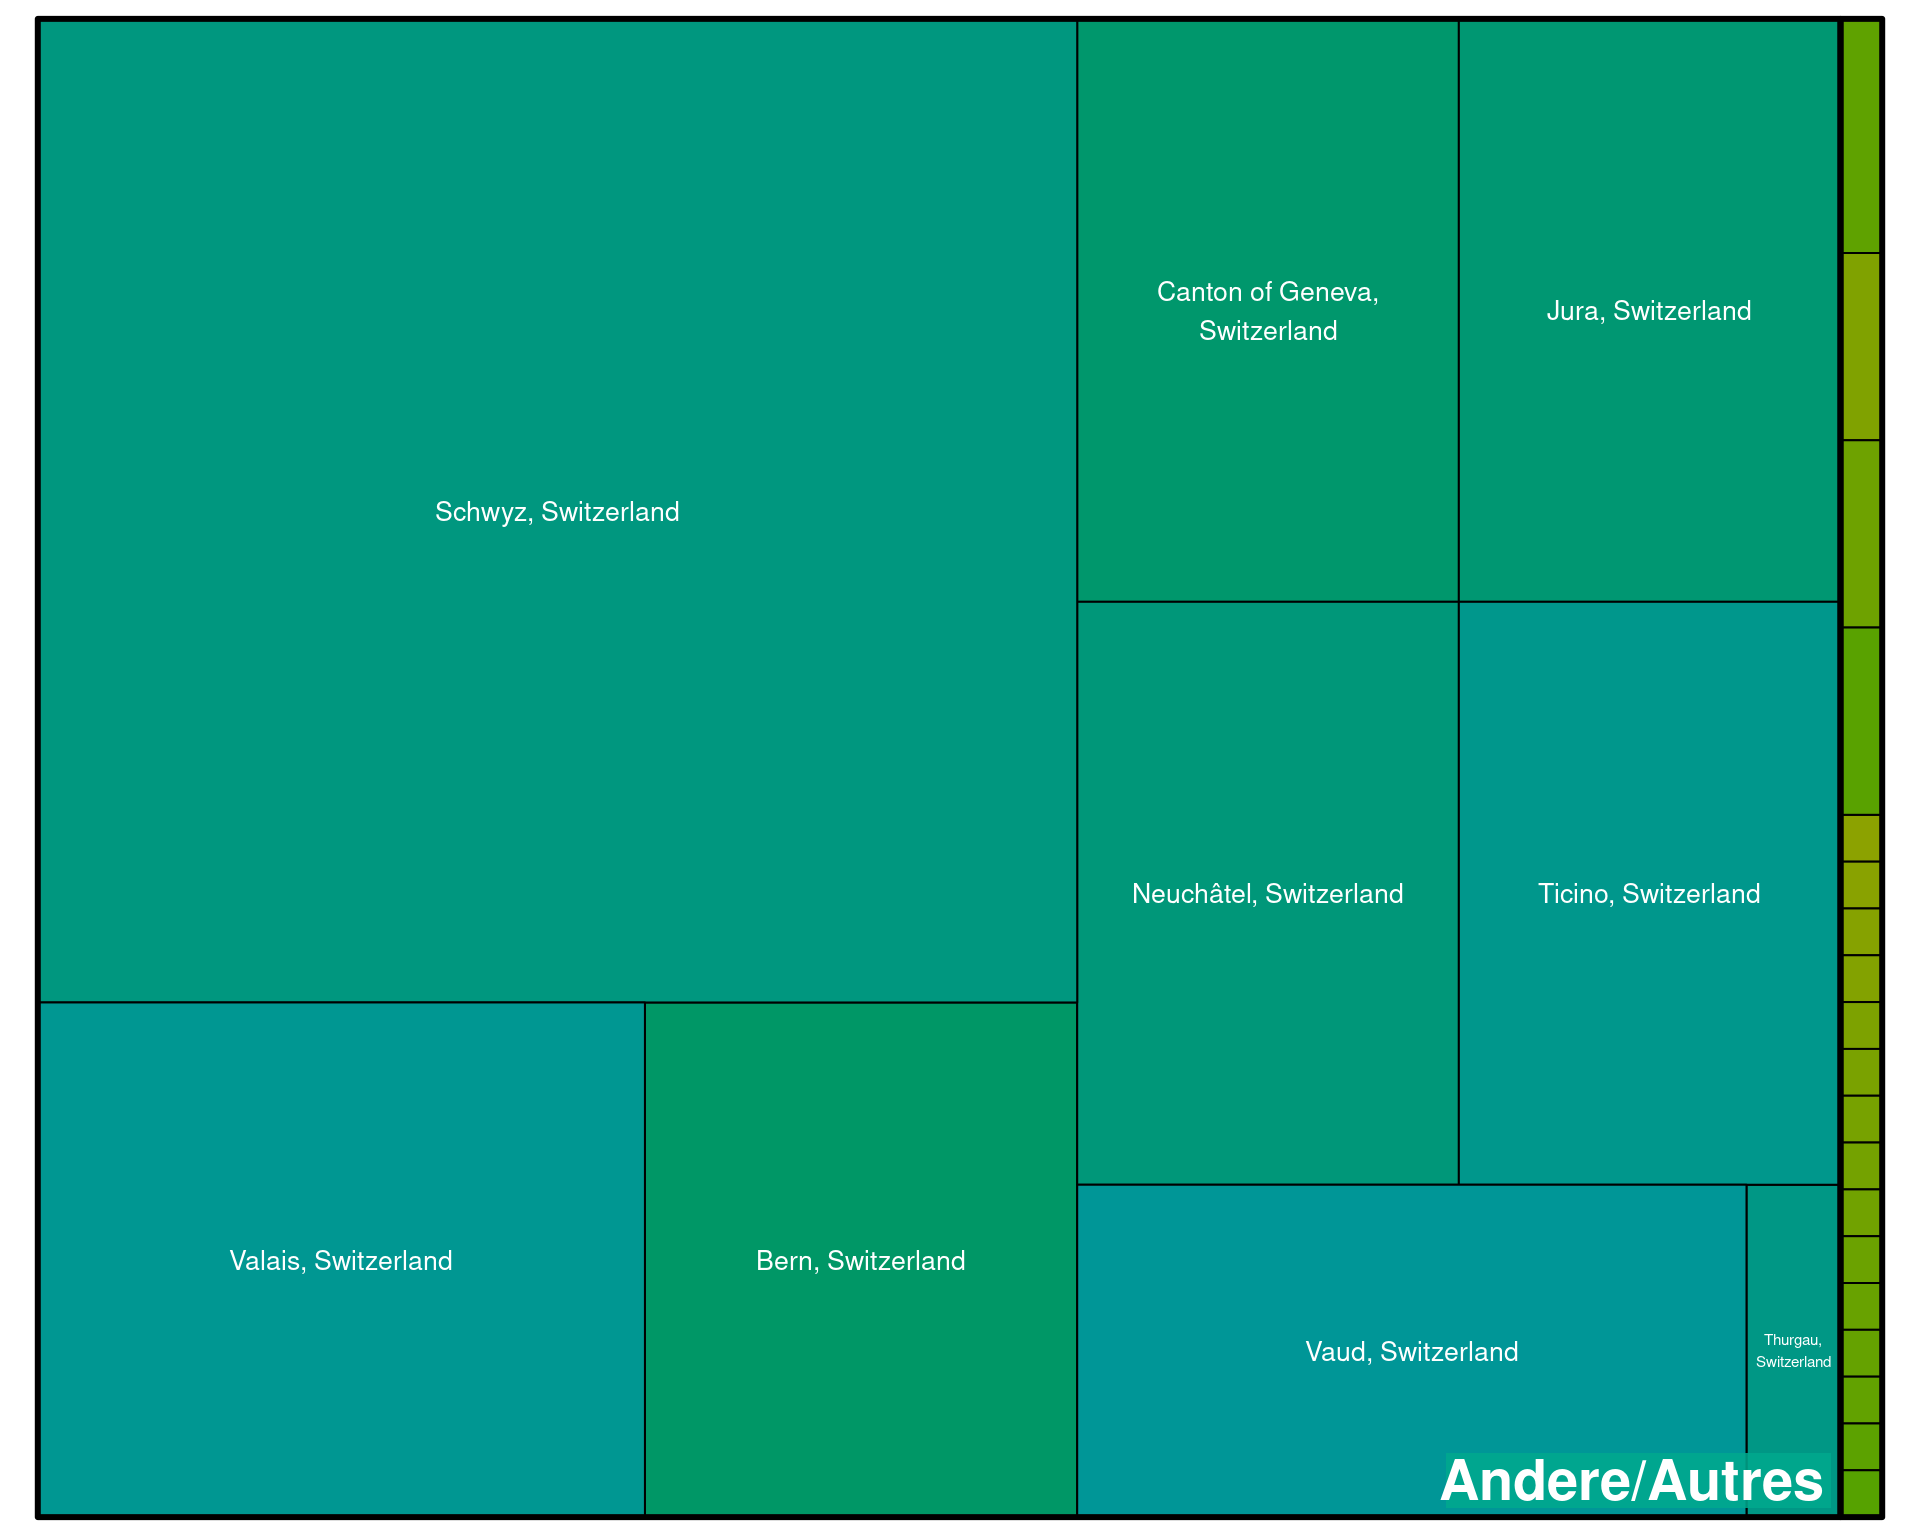 Canton of Geneva,
Switzerland
Jura, Switzerland
Schwyz, Switzerland
Neuchâtel, Switzerland
Ticino, Switzerland
Valais, Switzerland
Bern, Switzerland
Vaud, Switzerland
Thurgau,
Switzerland
Andere/Autres